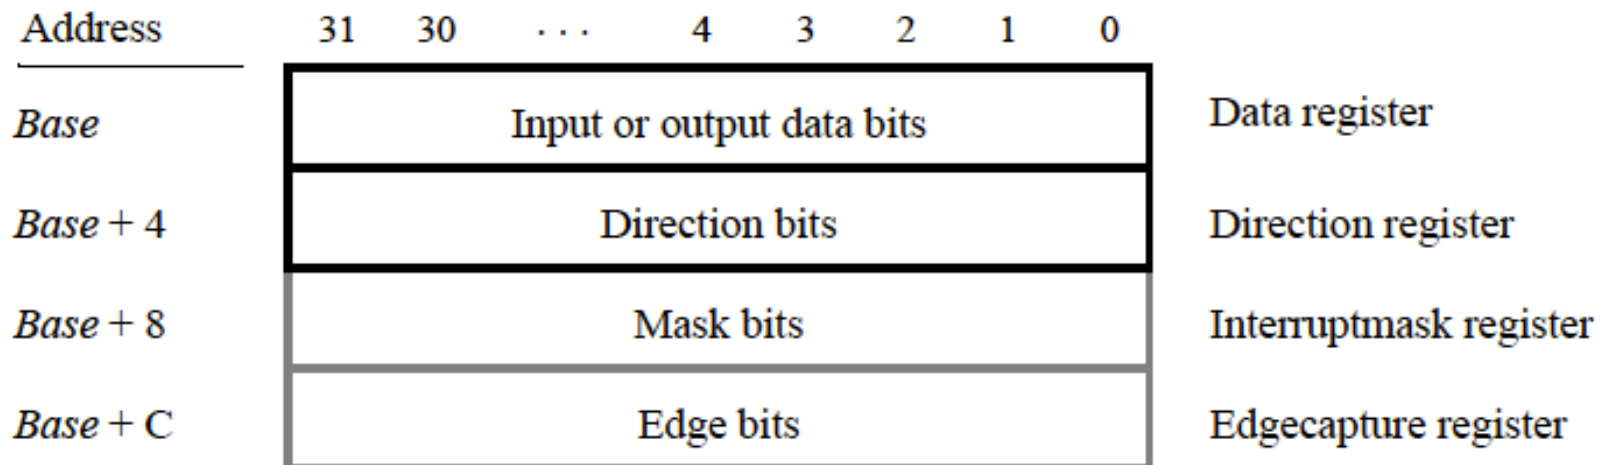 Address 31 30 . . . 4 3 2 1 0
Base Input or output data bits Data register
Base + 4 Direction bits Direction register
Base + 8 Mask bits Interruptmask register
Base + C Edge bits Edgecapture register